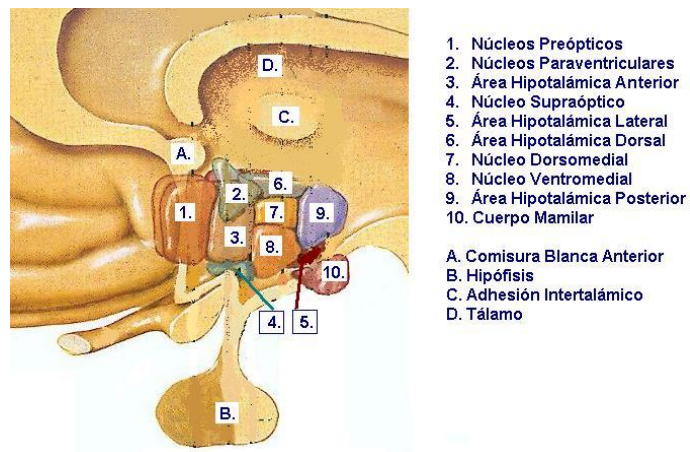 D.
C.
A.
6.
2.
1.
7.
9.
3.
8.
10.
4.
5.
B.
1. Núcleos Preópticos
2. Núcleos Paraventriculares
3. Área Hipotalámica Anterior
4. Núcleo Supraóptico
5. Área Hipotalámica Lateral
6. Área Hipotalámica Dorsal
7. Núcleo Dorsomedial
8. Núcleo Ventromedial
9. Área Hipotalámica Posterior
10. Cuerpo Mamilar
A. Comisura Blanca Anterior
B. Hipófisis
C. Adhesión Intertalámico
D. Tálamo